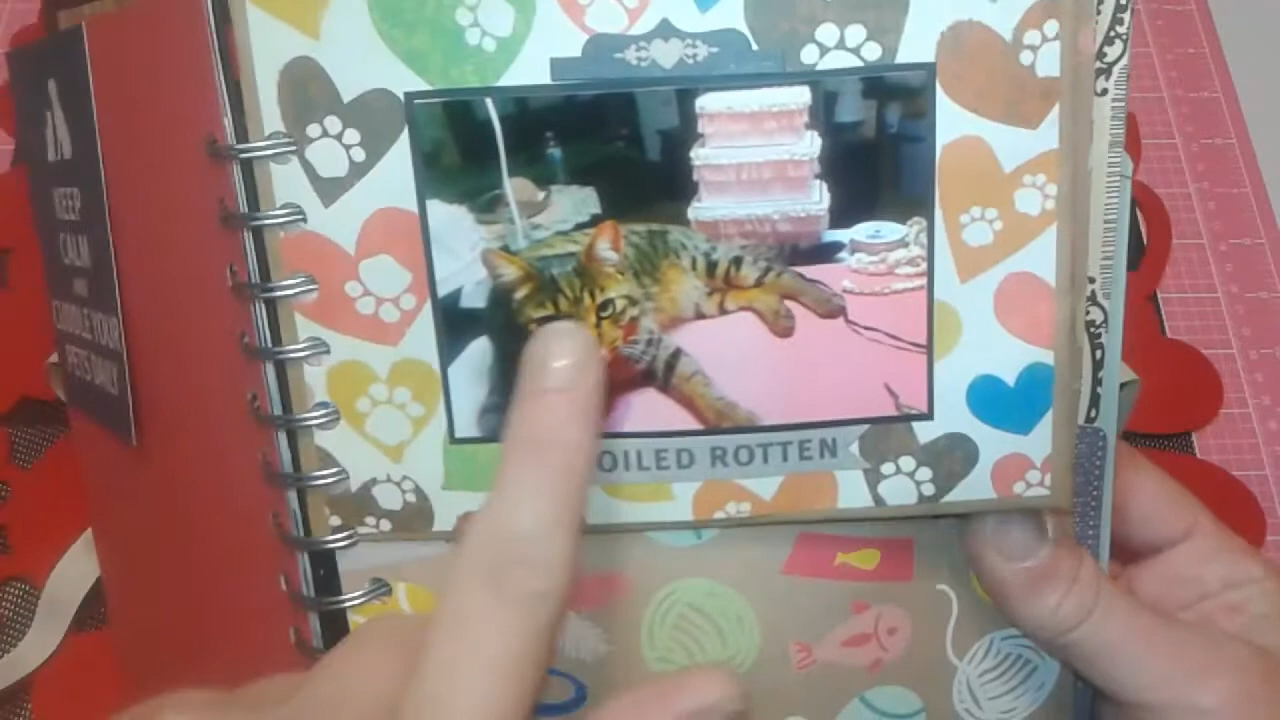 KEEP
CALM
AND
CUDDLE YOUR
PETS DAILY
OILED ROTTEN